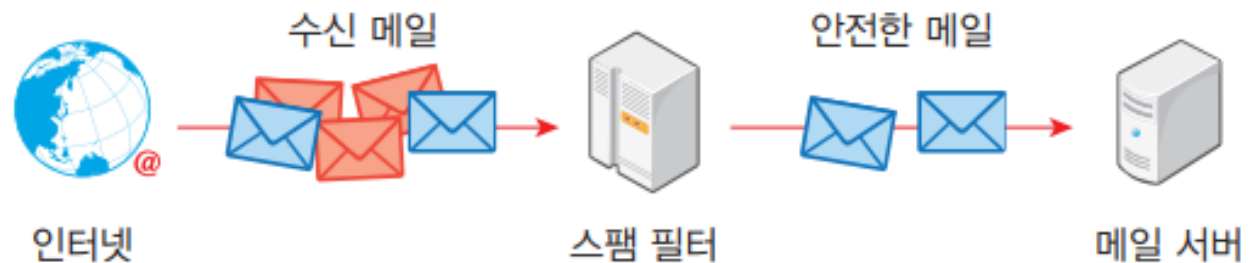 수신 메일
안전한 메일
@
인터넷
스팸 필터
메일 서버